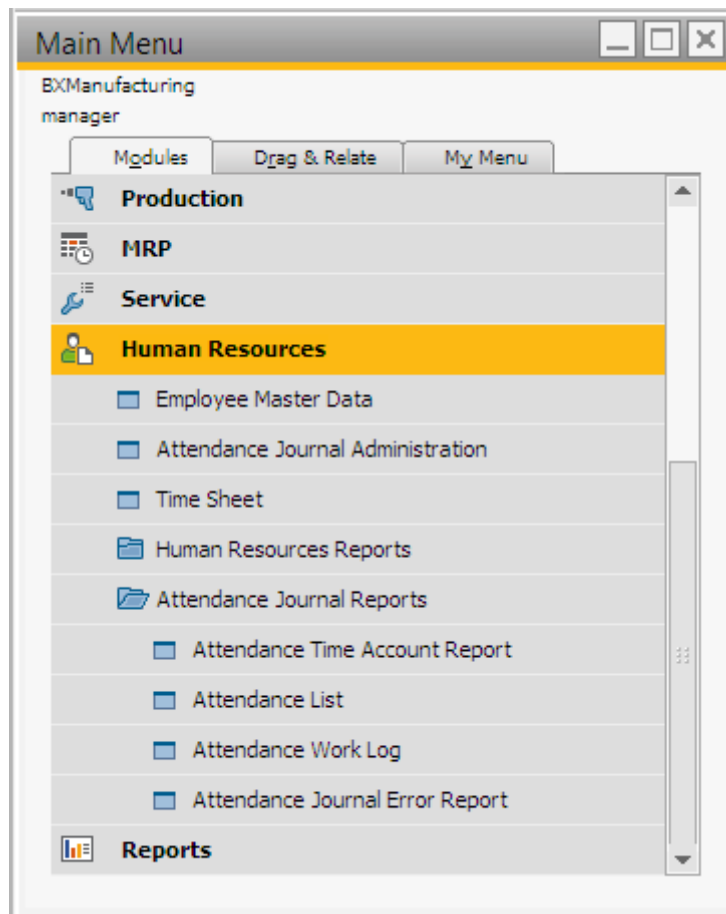 Main Menu
BXManufacturing
manager
Modules
Drag & Relate
My Menu
Production
MRP
Service
Human Resources
Employee Master Data
Attendance Journal Administration
Time Sheet
Human Resources Reports
Attendance Journal Reports
Attendance Time Account Report
Attendance List
Attendance Work Log
Attendance Journal Error Report
Reports